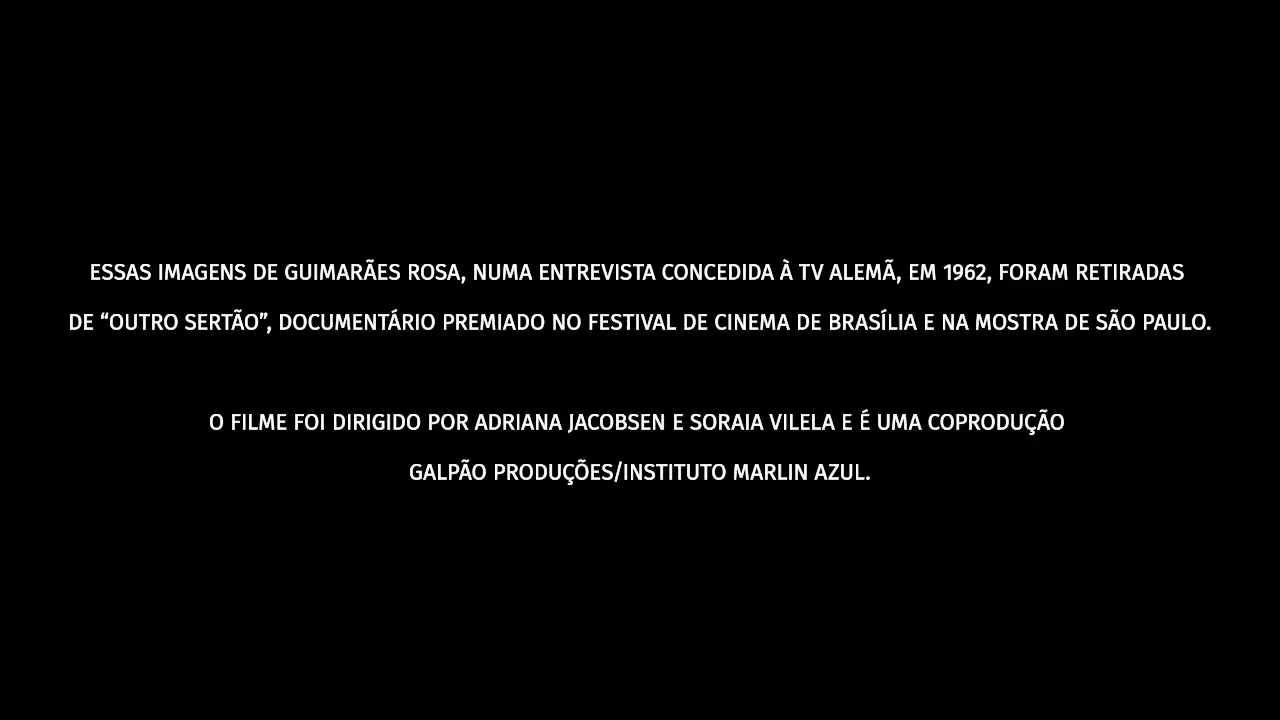 ESSAS IMAGENS DE GUIMARÃES ROSA, NUMA ENTREVISTA CONCEDIDA À TV ALEMÃ, EM 1962, FORAM RETIRADAS
DE “OUTRO SERTÃO”, DOCUMENTÁRIO PREMIADO NO FESTIVAL DE CINEMA DE BRASÍLIA E NA MOSTRA DE SÃO PAULO.
O FILME FOI DIRIGIDO POR ADRIANA JACOBSEN E SORAIA VILELA E É UMA COPRODUÇÃO
GALPÃO PRODUÇÕES/INSTITUTO MARLIN AZUL.